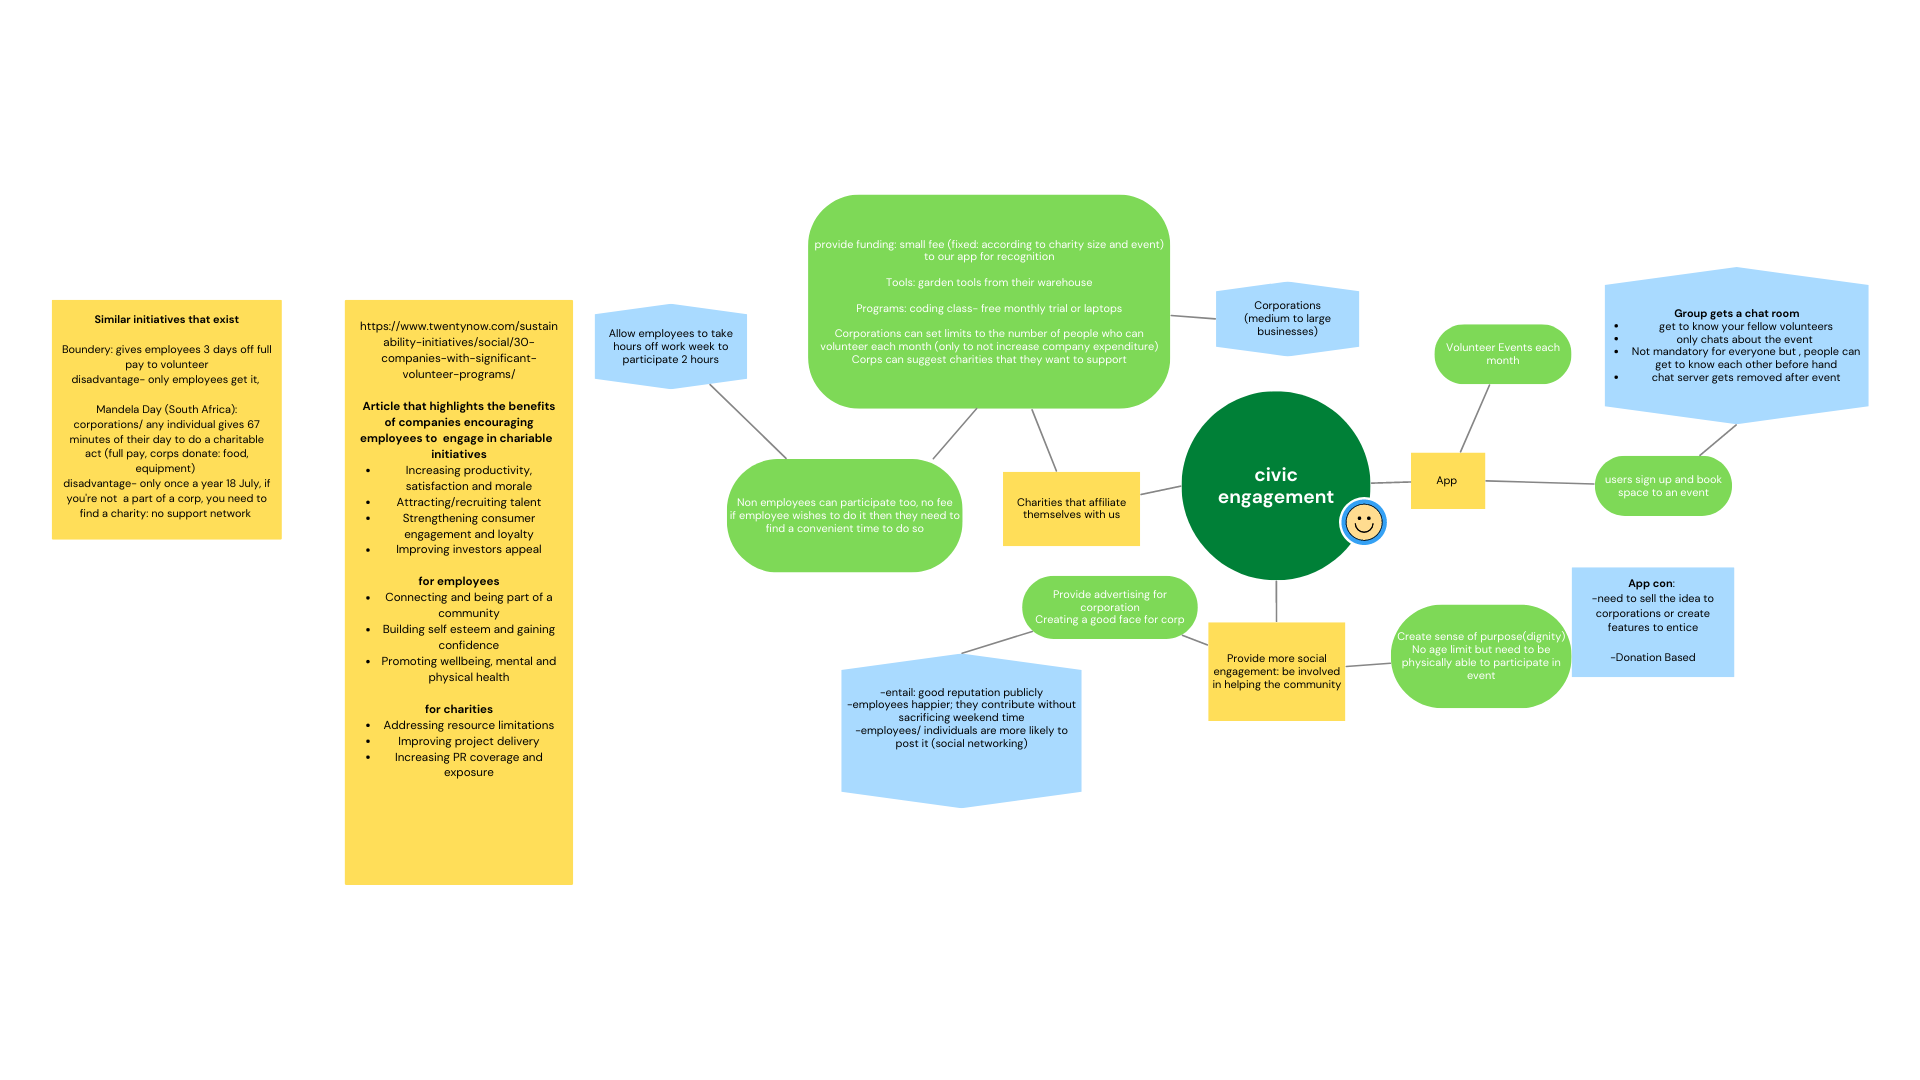 Similar initiatives that exist
Boundery: gives employees 3 days off full
pay to volunteer
disadvantage- only employees get it,
Mandela Day (South Africa):
corporations/ any individual gives 67
minutes of their day to do a charitable
act (full pay, corps donate: food,
equipment)
disadvantage- only once a year 18 July, if
you're not  a part of a corp, you need to
find a charity: no support network
https://www.twentynow.com/sustain
ability-initiatives/social/30-
companies-with-significant-
volunteer-programs/
Article that highlights the benefits
of companies encouraging
employees to  engage in chariable
initiatives
• Increasing productivity,
satisfaction and morale
• Attracting/recruiting talent
• Strengthening consumer
engagement and loyalty
• Improving investors appeal
for employees
• Connecting and being part of a
community
• Building self esteem and gaining
confidence
• Promoting wellbeing, mental and
physical health
for charities
• Addressing resource limitations
• Improving project delivery
• Increasing PR coverage and
exposure
Allow employees to take
hours off work week to
participate 2 hours
provide funding: small fee (fixed: according to charity size and event)
to our app for recognition
Tools: garden tools from their warehouse
Programs: coding class- free monthly trial or laptops
Corporations can set limits to the number of people who can
volunteer each month (only to not increase company expenditure)
Corps can suggest charities that they want to support
Corporations
(medium to large
businesses)
Non employees can participate too, no fee
if employee wishes to do it then they need to
find a convenient time to do so
Charities that affiliate
themselves with us
civic
engagement
App
Volunteer Events each
month
Group gets a chat room
• get to know your fellow volunteers
• only chats about the event
• Not mandatory for everyone but , people can
get to know each other before hand
• chat server gets removed after event
users sign up and book
space to an event
Provide advertising for
corporation
Creating a good face for corp
-entail: good reputation publicly
-employees happier; they contribute without
sacrificing weekend time
-employees/ individuals are more likely to
post it (social networking)
Provide more social
engagement: be involved
in helping the community
Create sense of purpose(dignity)
No age limit but need to be
physically able to participate in
event
App con:
-need to sell the idea to
corporations or create
features to entice
-Donation Based